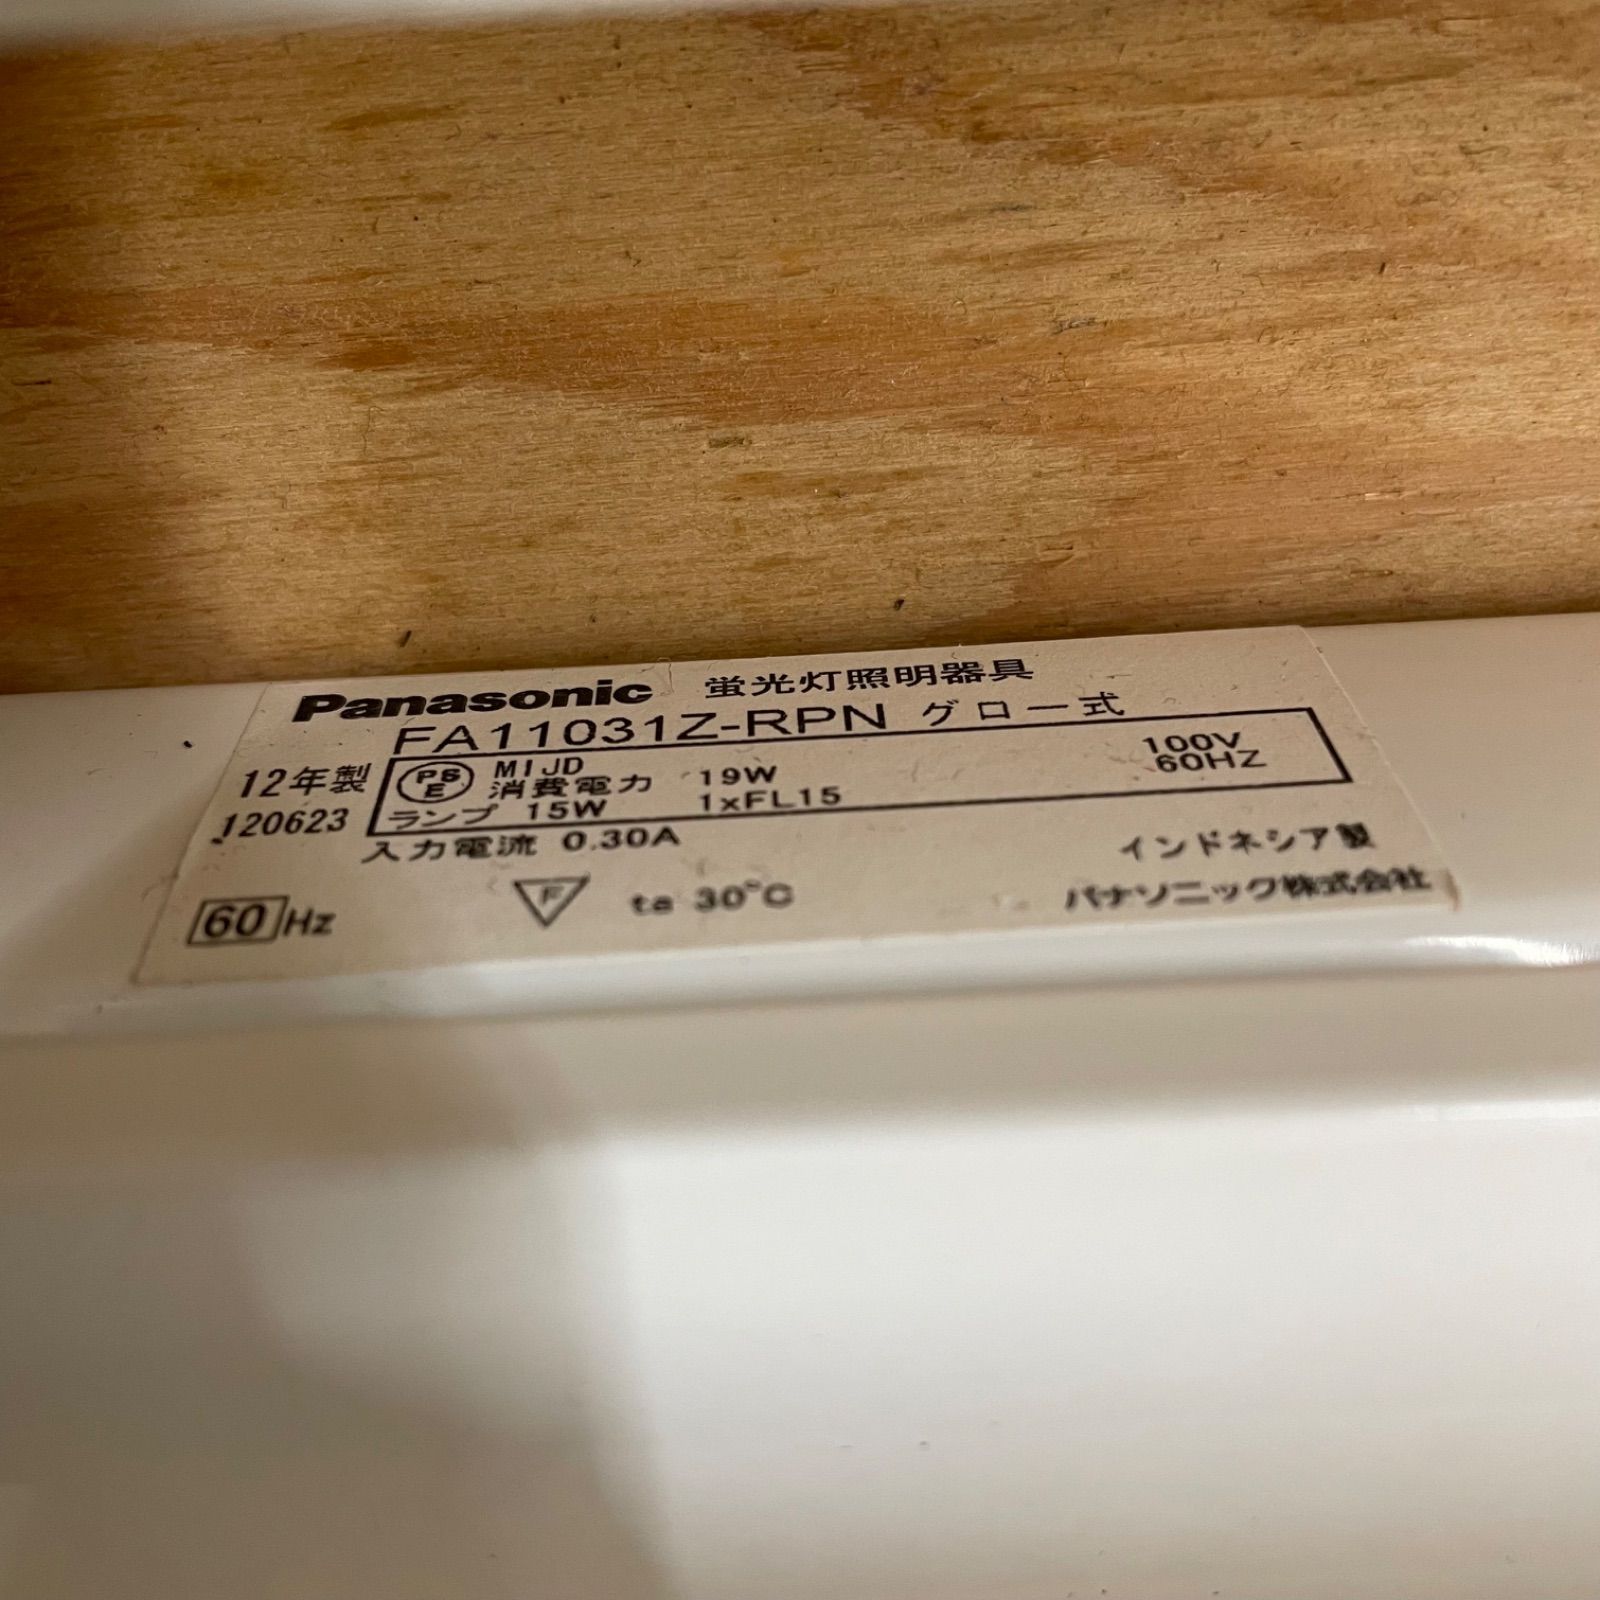 Panasonic 蛍光灯照明器具
FA11031Z-RPN グロー式
12年製 PSE MIJD 100V
消費電力 19W 60HZ
120623 ランプ 15W 1xFL15
入力電流 0.30A インドネシア製
60Hz F ta 30°C パナソニック株式会社